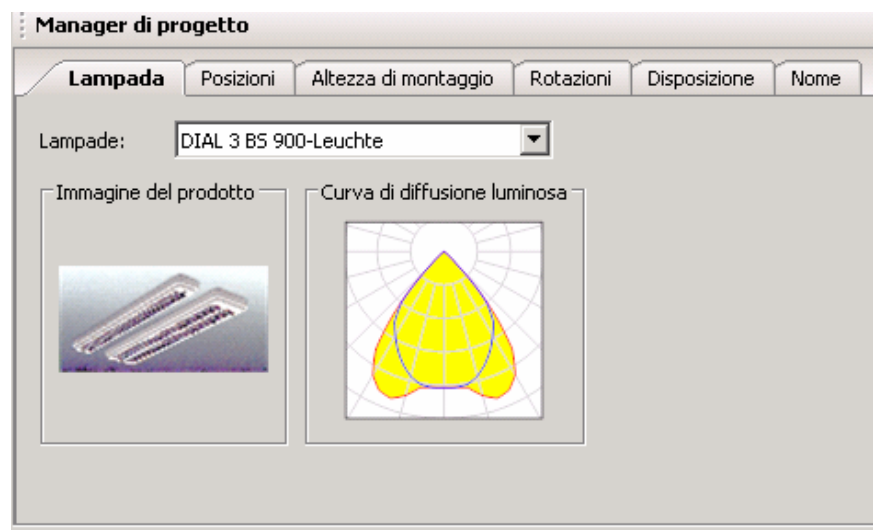 Manager di progetto
Lampada Posizioni Altezza di montaggio Rotazioni Disposizione Nome
Lampade: DIAL 3 BS 900-Leuchte
Immagine del prodotto Curva di diffusione luminosa